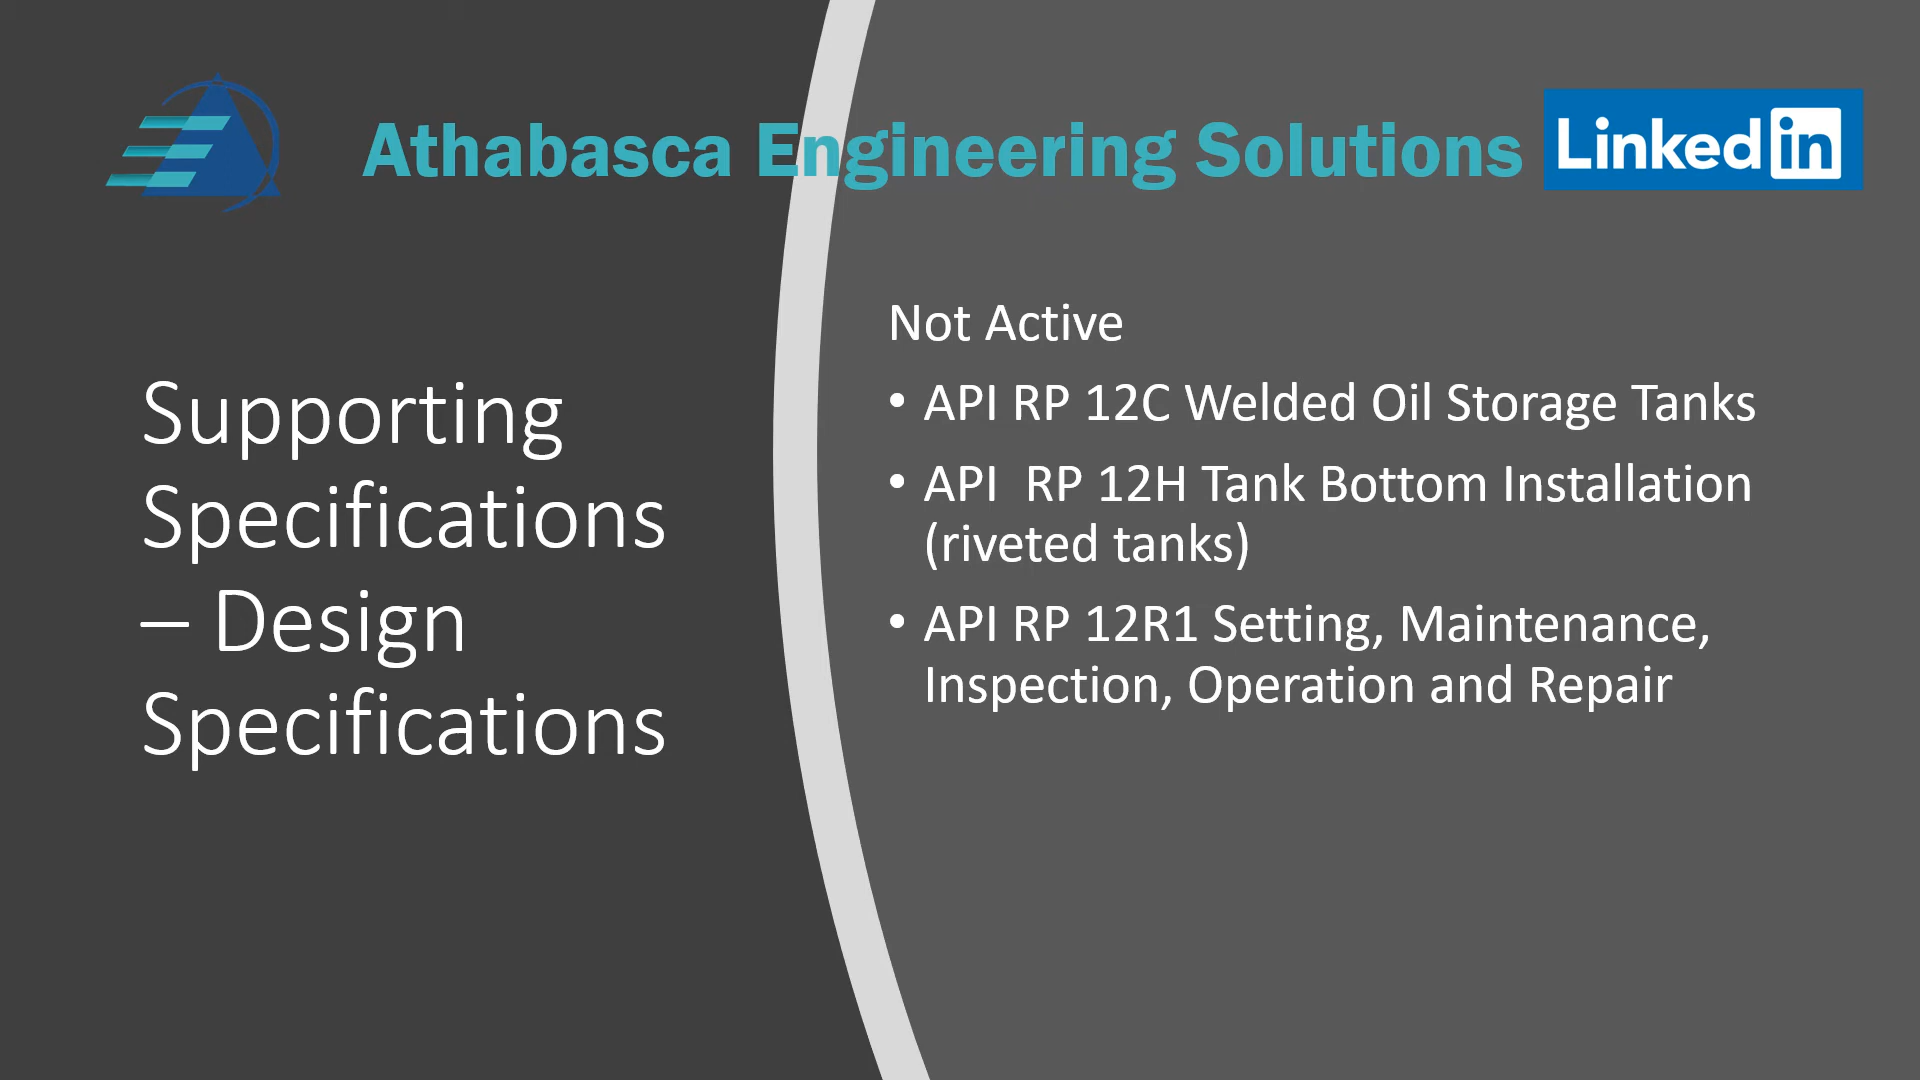 Athabasca Engineering Solutions
Linked in
Supporting
Specifications
– Design
Specifications
Not Active
• API RP 12C Welded Oil Storage Tanks
• API  RP 12H Tank Bottom Installation
(riveted tanks)
• API RP 12R1 Setting, Maintenance,
Inspection, Operation and Repair